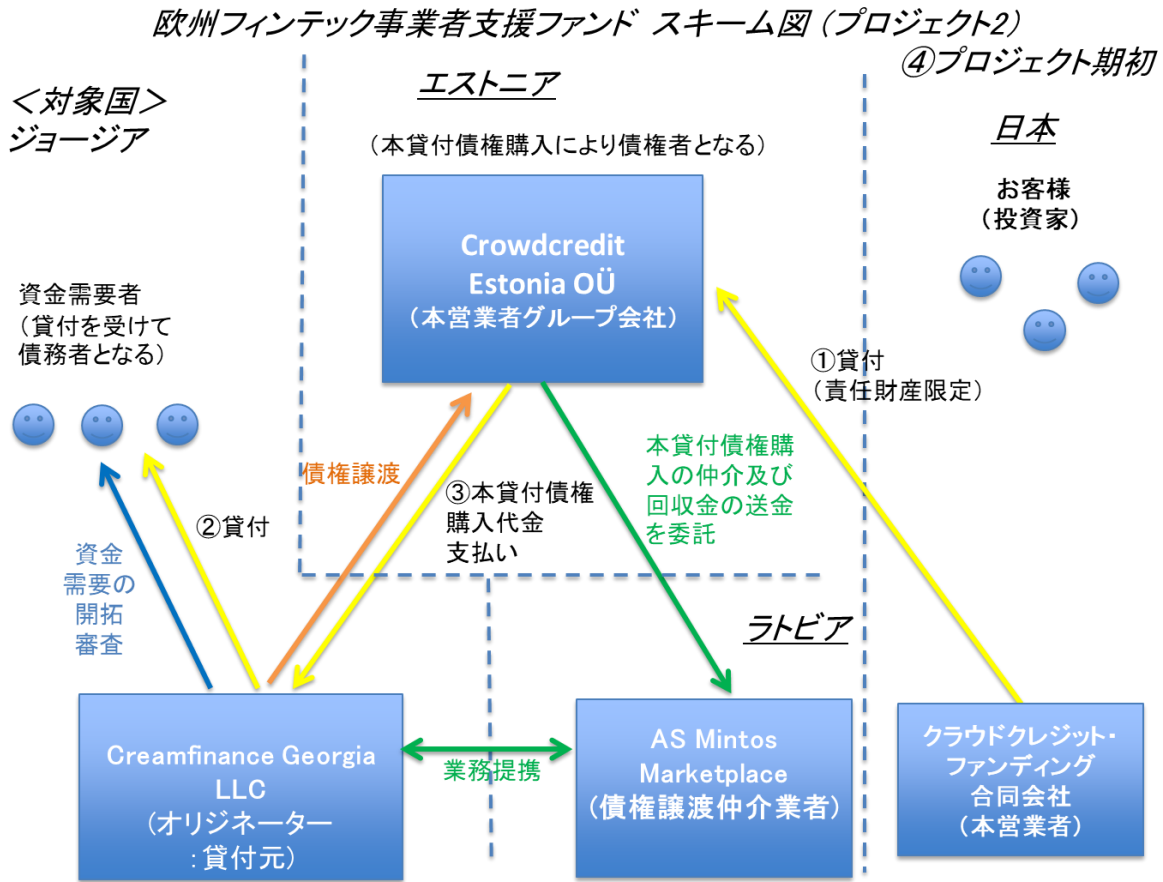 欧州フィンテック事業者支援ファンド スキーム図（プロジェクト2）
④プロジェクト期初
＜対象国＞
ジョージア
エストニア
（本貸付債権購入により債権者となる）
日本
お客様
（投資家）
Crowdcredit
Estonia OÜ
（本営業者グループ会社）
資金需要者
（貸付を受けて
債務者となる）
①貸付
（責任財産限定）
債権譲渡
③本貸付債権
購入代金
支払い
本貸付債権購
入の仲介及び
回収金の送金
を委託
②貸付
資金
需要の
開拓
審査
ラトビア
Creamfinance Georgia
LLC
（オリジネーター
：貸付元）
業務提携
AS Mintos
Marketplace
（債権譲渡仲介業者）
クラウドクレジット・
ファンディング
合同会社
（本営業者）